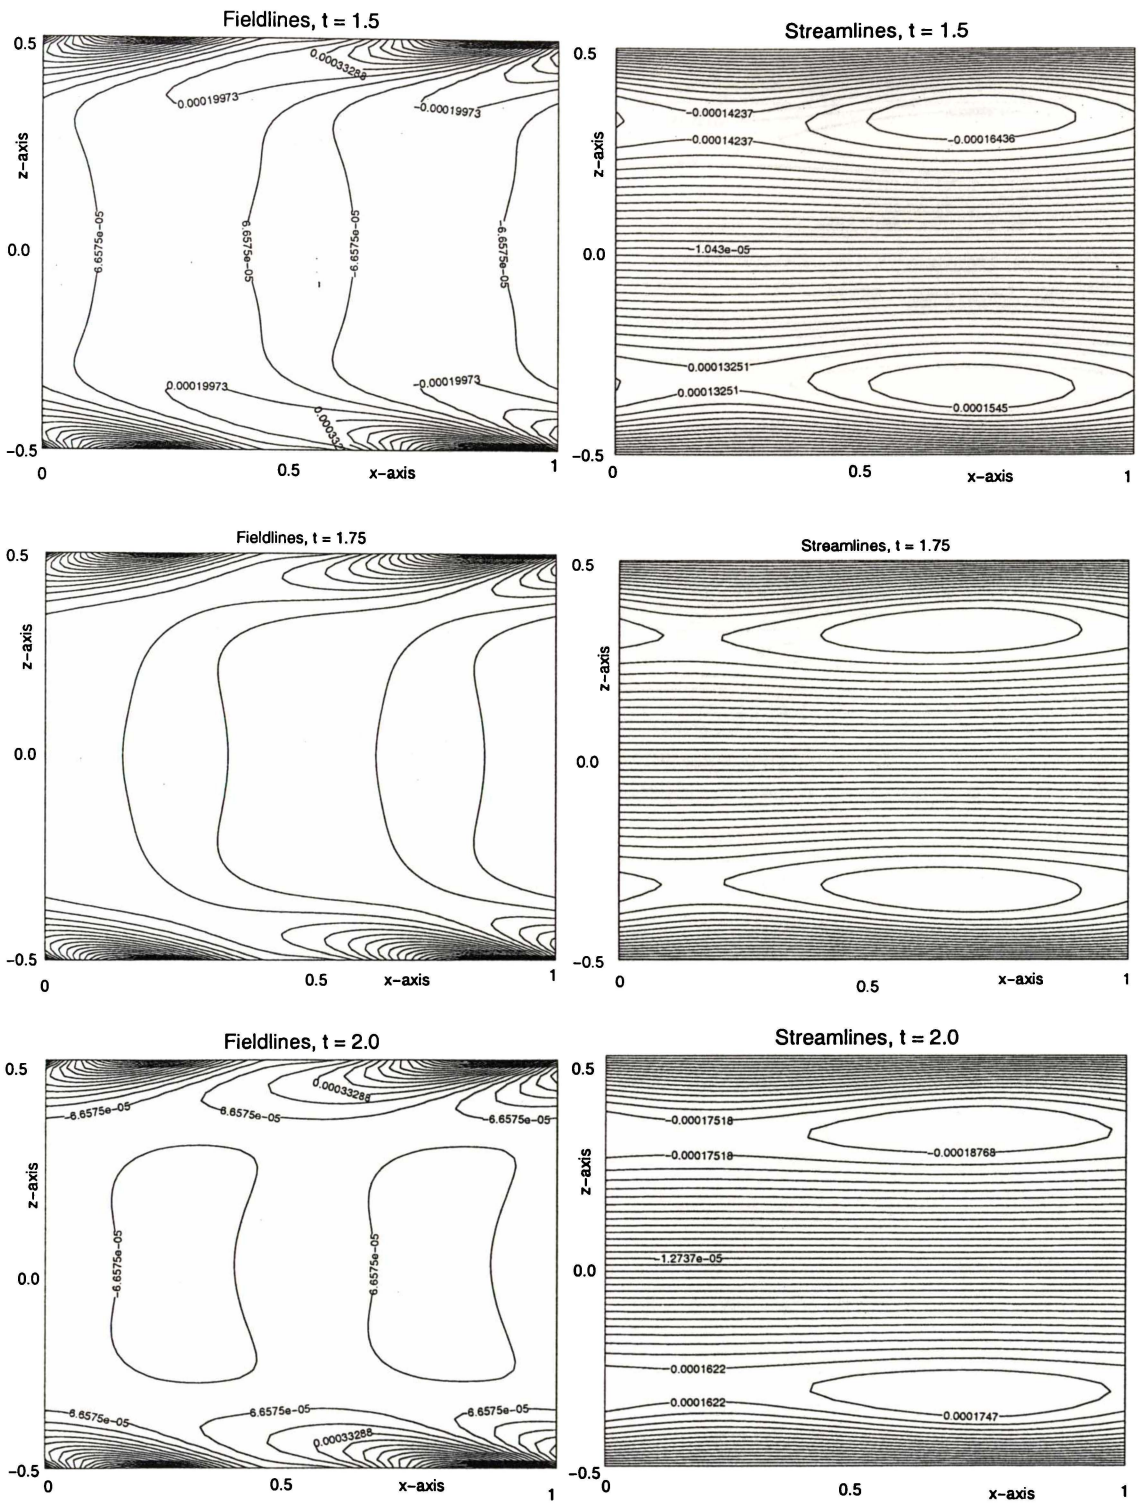 Fieldlines, t = 1.5
0.5
z-axis
0.0
-0.5
0
0.5
x-axis
1
0.00033288
0.00019973
-0.00019973
6.6575e-05
6.6575e-05
-6.6575e-05
-6.6575e-05
0.00019973
-0.00019973
0.000332
Streamlines, t = 1.5
0.5
z-axis
0.0
-0.5
0
0.5
x-axis
1
-0.00014237
-0.00014237
-0.00016436
-1.043e-05
0.00013251
0.00013251
0.0001545
Fieldlines, t = 1.75
0.5
z-axis
0.0
-0.5
0
0.5
x-axis
1
Streamlines, t = 1.75
0.5
z-axis
0.0
-0.5
0
0.5
x-axis
1
Fieldlines, t = 2.0
0.5
z-axis
0.0
-0.5
0
0.5
x-axis
1
0.00033288
-6.6575e-05
6.6575e-05
-6.6575e-05
-6.6575e-05
6.6575e-05
6.6575e-05
6.6575e-05
-6.6575e-05
0.00033288
Streamlines, t = 2.0
0.5
z-axis
0.0
-0.5
0
0.5
x-axis
1
-0.00017518
-0.00017518
-0.00018768
-1.2737e-05
0.0001622
0.0001622
0.0001747